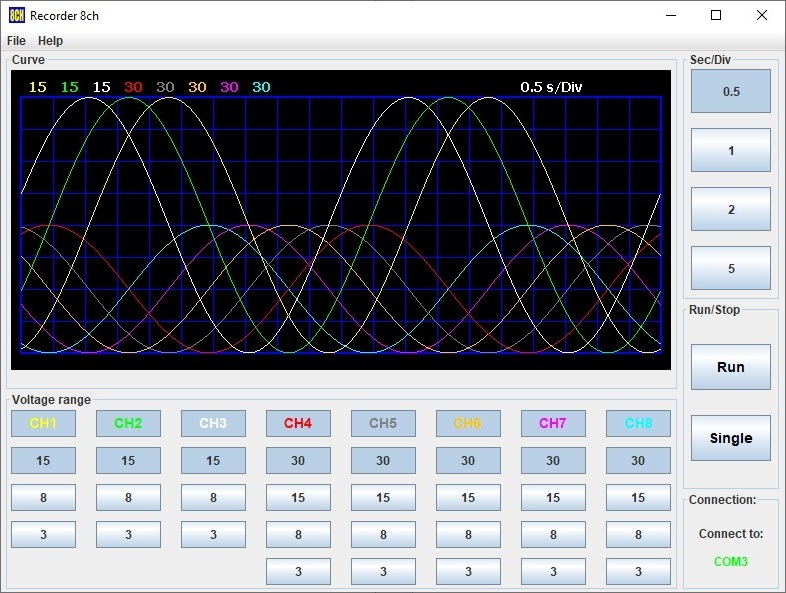 8CH Recorder 8ch
File Help
Curve
15 15 15 30 30 30 30 30 0.5 s/Div
Sec/Div
0.5
1
2
5
Run/Stop
Run
Single
Voltage range
CH1 CH2 CH3 CH4 CH5 CH6 CH7 CH8
15 15 15 30 30 30 30 30
8 8 8 15 15 15 15 15
3 3 3 8 8 8 8 8
3 3 3 3 3
Connection:
Connect to:
COM3